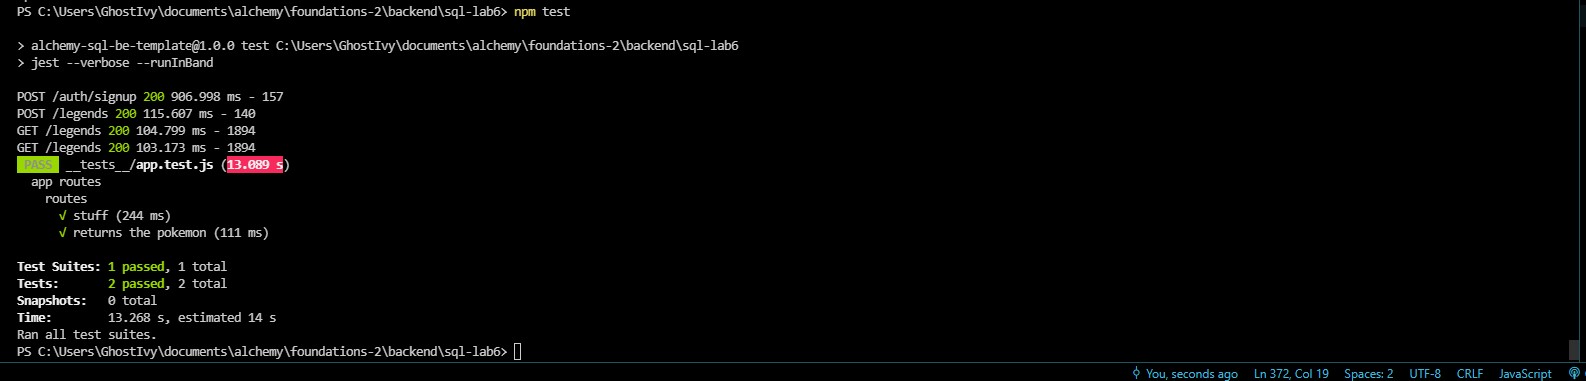 PS C:\Users\GhostIvy\documents\alchemy\foundations-2\backend\sql-lab6> npm test
> alchemy-sql-be-template@1.0.0 test C:\Users\GhostIvy\documents\alchemy\foundations-2\backend\sql-lab6
> jest --verbose --runInBand
POST /auth/signup 200 906.998 ms - 157
POST /legends 200 115.607 ms - 140
GET /legends 200 104.799 ms - 1894
GET /legends 200 103.173 ms - 1894
PASS __tests__/app.test.js (13.089 s)
app routes
routes
√ stuff (244 ms)
√ returns the pokemon (111 ms)
Test Suites: 1 passed, 1 total
Tests: 2 passed, 2 total
Snapshots: 0 total
Time: 13.268 s, estimated 14 s
Ran all test suites.
PS C:\Users\GhostIvy\documents\alchemy\foundations-2\backend\sql-lab6>
You, seconds ago Ln 372, Col 19 Spaces: 2 UTF-8 CRLF JavaScript